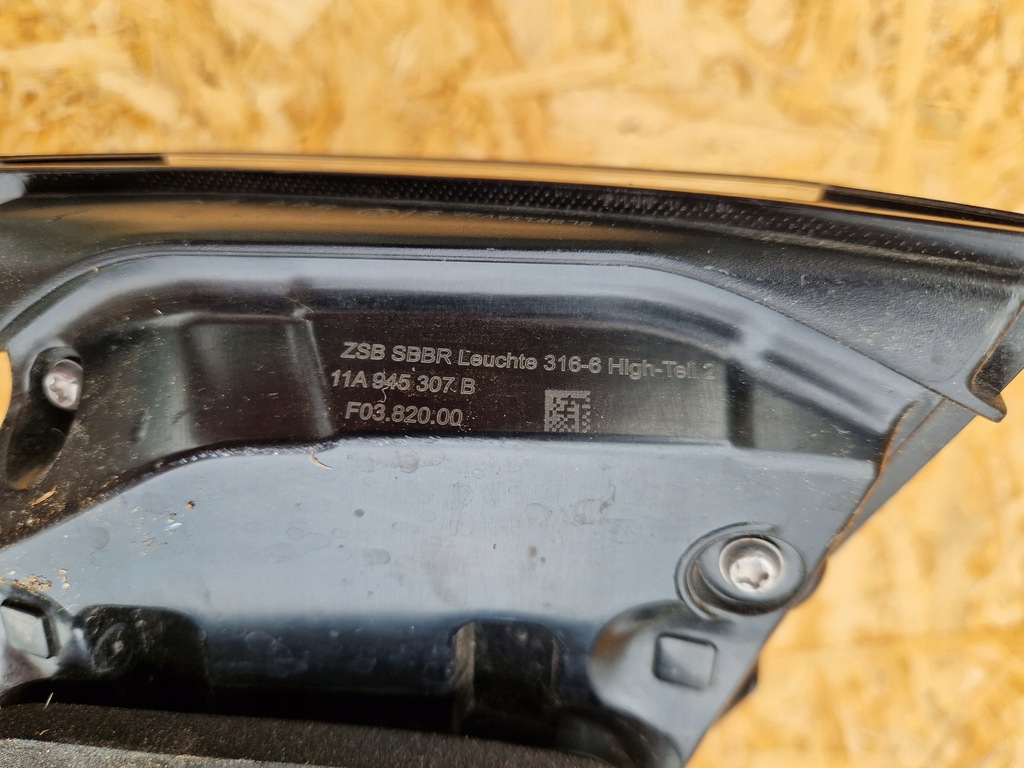 ZSB SBBR Leuchte 316-6 High-Teil 2
11A 945 307 B
F03.820.00